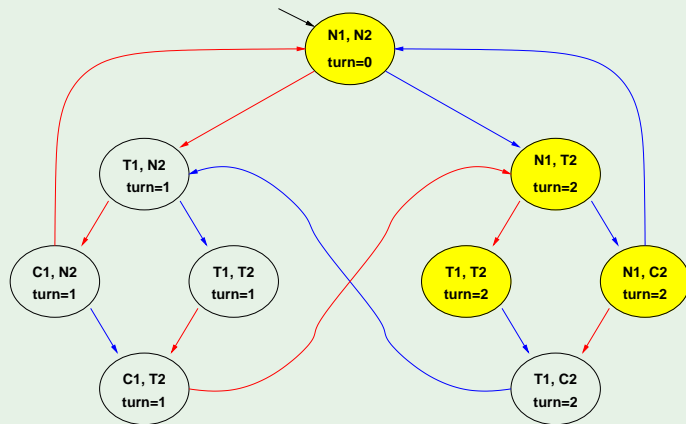 N1, N2
turn=0
T1, N2
turn=1
N1, T2
turn=2
C1, N2
turn=1
T1, T2
turn=1
T1, T2
turn=2
N1, C2
turn=2
C1, T2
turn=1
T1, C2
turn=2